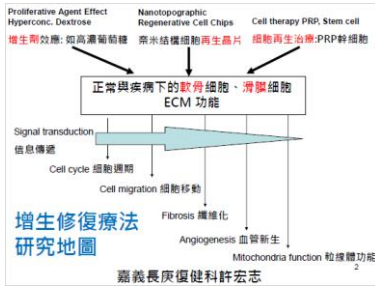 Proliferative Agent Effect
Hyperconc. Dextrose
增生劑效應: 如高濃葡萄糖
Nanotopographic
Regenerative Cell Chips
奈米結構細胞再生晶片
Cell therapy PRP, Stem cell
細胞再生治療:PRP幹細胞
正常與疾病下的軟骨細胞、滑膜細胞
ECM 功能
Signal transduction
信息傳遞
Cell cycle 細胞週期
Cell migration 細胞移動
Fibrosis 纖維化
Angiogenesis 血管新生
Mitochondria function 粒線體功能
增生修復療法
研究地圖
2
嘉義長庚復健科許宏志